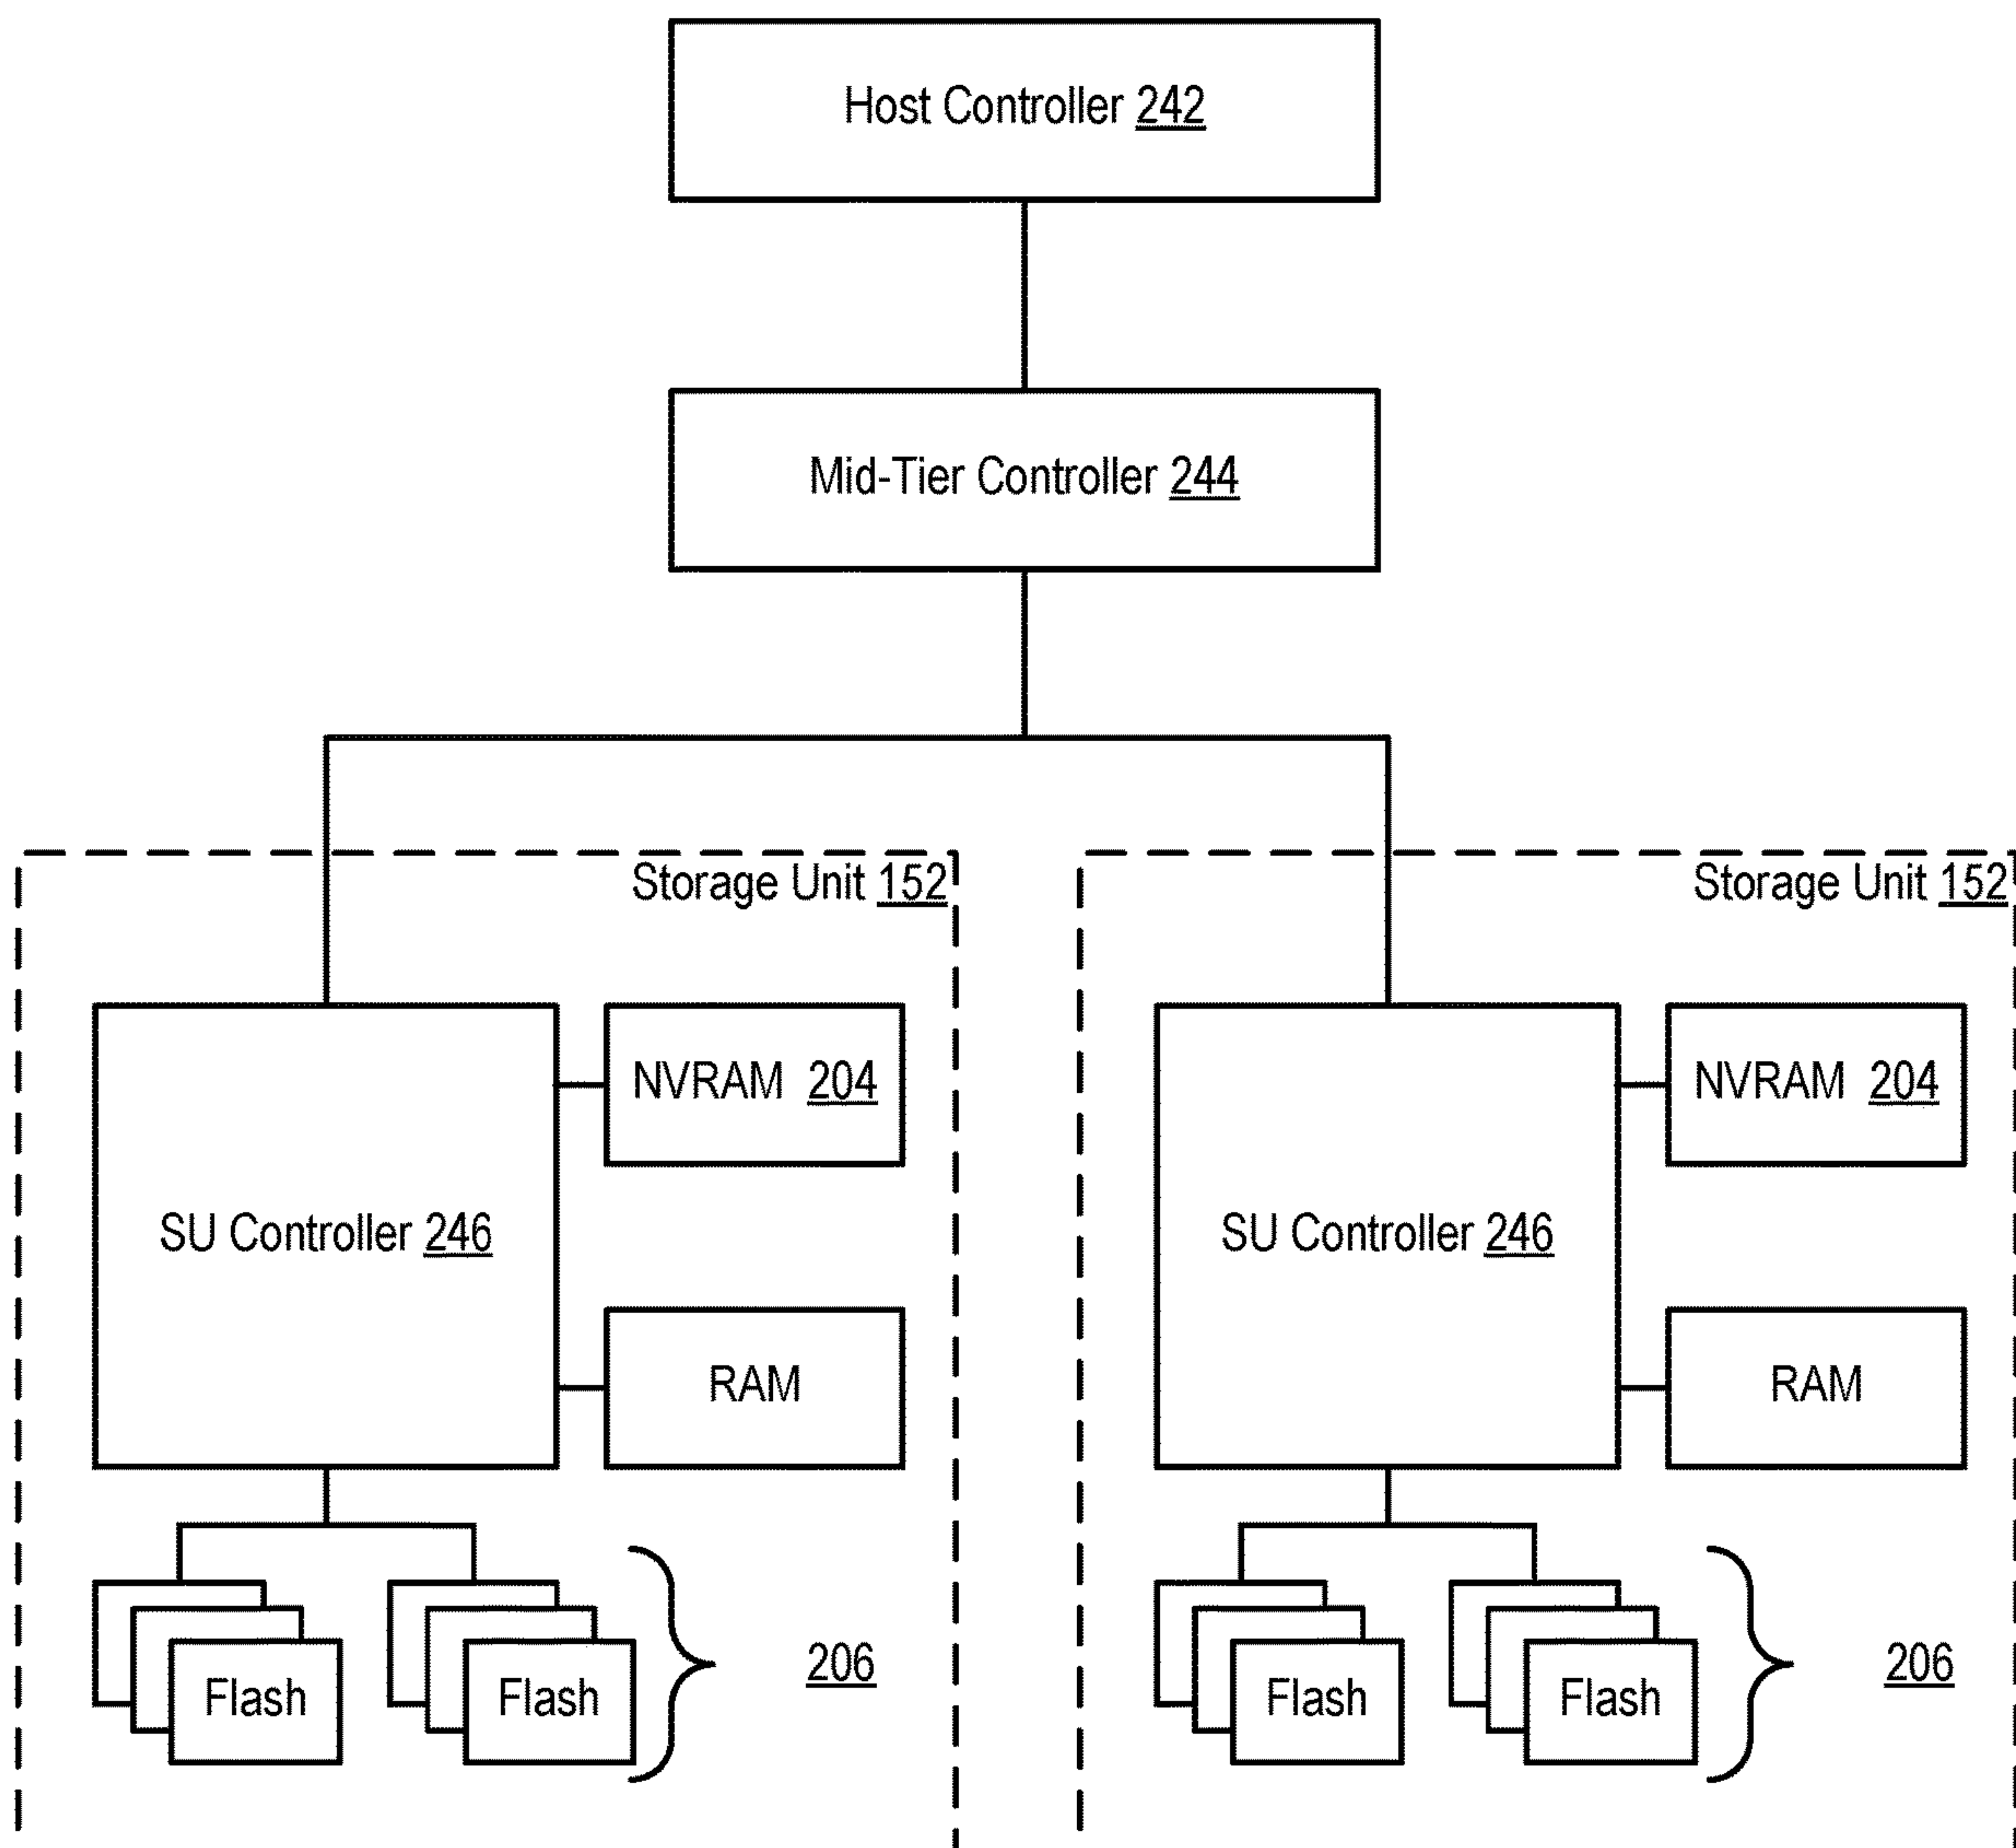 Host Controller 242
Mid-Tier Controller 244
Storage Unit 152
Storage Unit 152
NVRAM 204
NVRAM 204
SU Controller 246
SU Controller 246
RAM
RAM
206
206
Flash
Flash
Flash
Flash